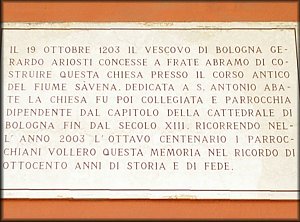 IL 19 OTTOBRE 1203 IL VESCOVO DI BOLOGNA GE-
RARDO ARIOSTI CONCESSE A FRATE ABRAMO DI CO-
STRUIRE QUESTA CHIESA PRESSO IL CORSO ANTICO
DEL FIUME SAVENA. DEDICATA A S. ANTONIO ABA-
TE LA CHIESA FU POI COLLEGIATA E PARROCCHIA
DIPENDENTE DAL CAPITOLO DELLA CATTEDRALE DI
BOLOGNA FIN DAL SECOLO XIII. RICORRENDO NEL-
L'ANNO 2003 L'OTTAVO CENTENARIO I PARROC-
CHIANI VOLLERO QUESTA MEMORIA NEL RICORDO DI
OTTOCENTO ANNI DI STORIA E DI FEDE.